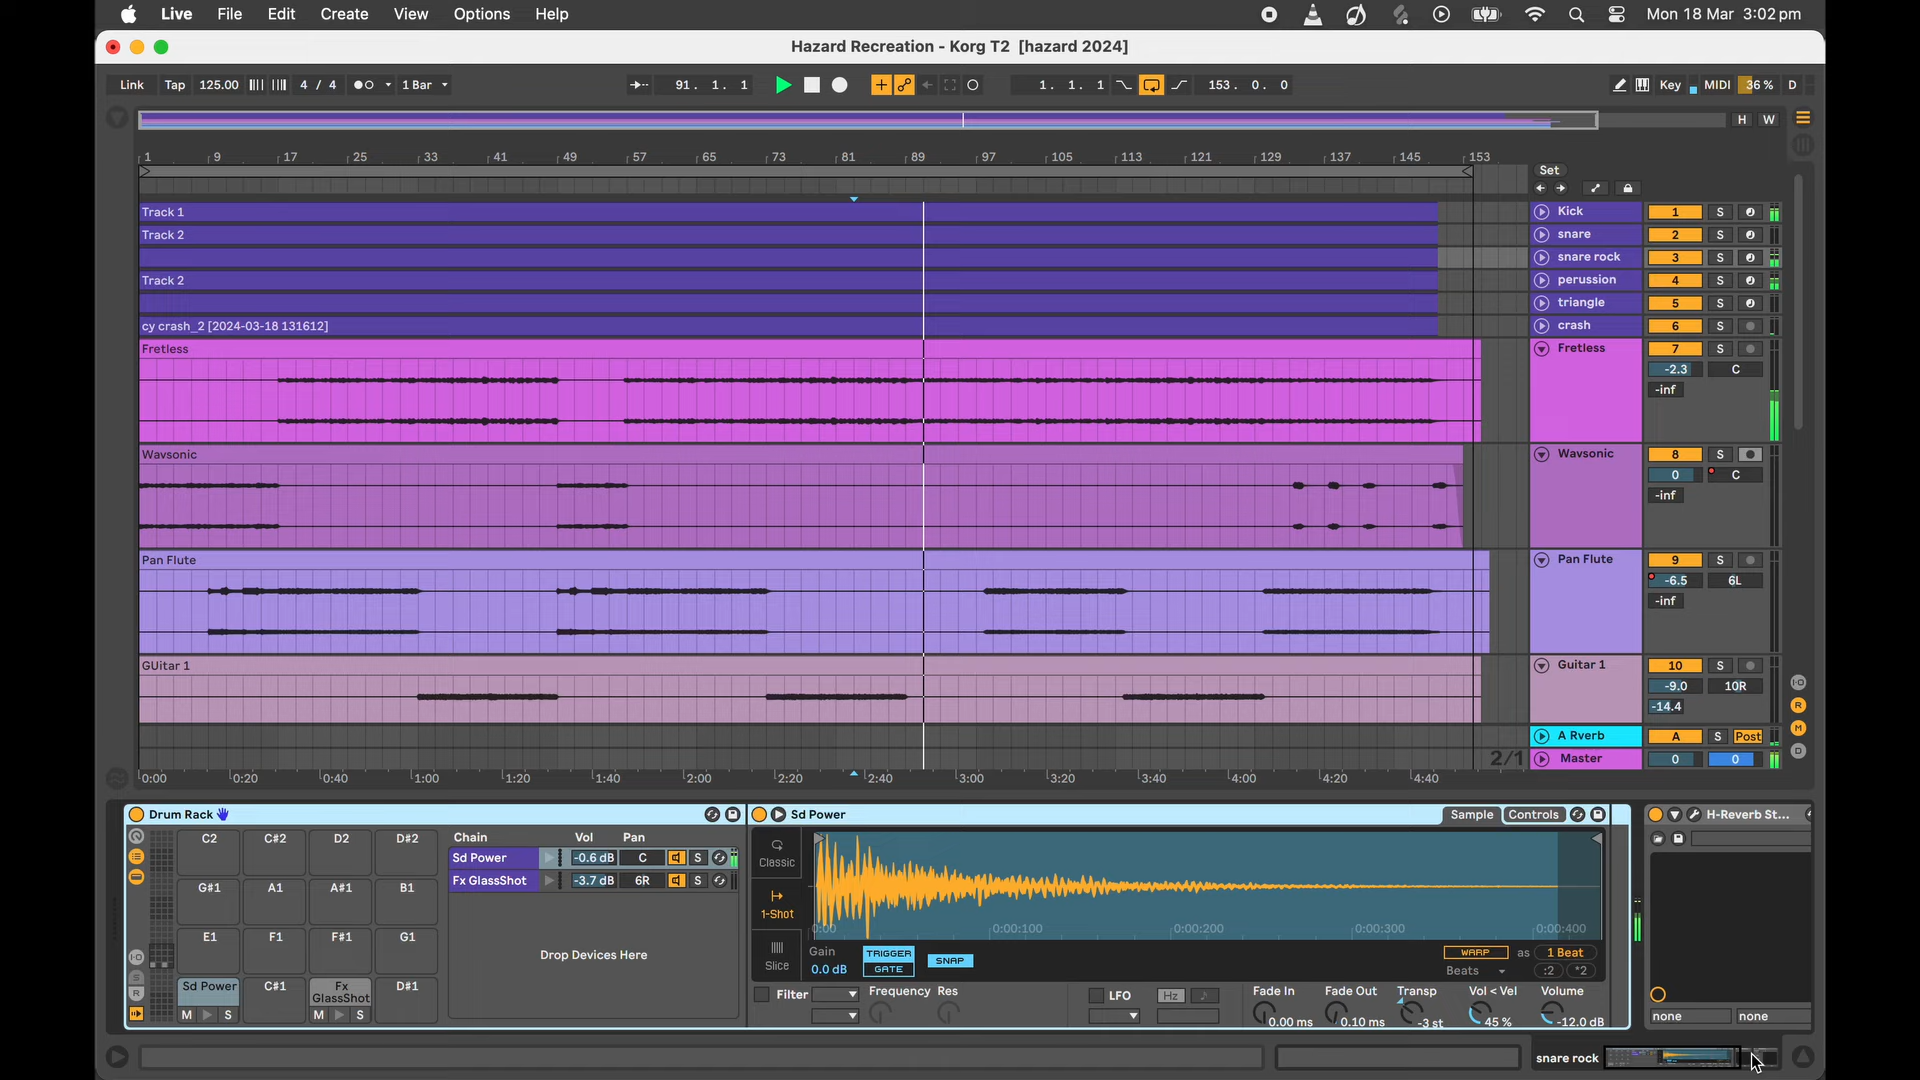 Live File Edit Create View Options Help Mon 18 Mar 3:02 pm
Hazard Recreation - Korg T2 [hazard 2024]
Link Tap 125.00 4 / 4 1 Bar 91. 1. 1 1. 1. 1 153. 0. 0 Key MIDI 36 % D
H W
1 9 17 25 33 41 49 57 65 73 81 89 97 105 113 121 129 137 145 153
Set
Track 1 Kick 1 S
Track 2 snare 2 S
snare rock 3 S
Track 2 perussion 4 S
triangle 5 S
cy crash_2 [2024-03-18 131612] crash 6 S
Fretless Fretless 7 S
-2.3 C
-inf
Wavsonic Wavsonic 8 S
0 C
-inf
Pan Flute Pan Flute 9 S
-6.5 6L
-inf
GUitar 1 Guitar 1 10 S
-9.0 10R
-14.4
A Rverb A S Post
2/1 Master 0 0
0:00 0:20 0:40 1:00 1:20 1:40 2:00 2:20 2:40 3:00 3:20 3:40 4:00 4:20 4:40
I·O
R
M
D
Drum Rack Sd Power Sample Controls H-Reverb St...
C2 C#2 D2 D#2 Chain Vol Pan
Sd Power -0.6 dB C S
Fx GlassShot -3.7 dB 6R S
Classic
G#1 A1 A#1 B1
1-Shot
0:00 0:00:100 0:00:200 0:00:300 0:00:400
E1 F1 F#1 G1
Drop Devices Here
Slice Gain TRIGGER SNAP WARP as 1 Beat
0.0 dB GATE Beats :2 *2
Sd Power C#1 Fx GlassShot D#1
M S M S
I·O
S
R
Filter Frequency Res LFO Hz Fade In Fade Out Transp Vol < Vel Volume
0.00 ms 0.10 ms -3 st 45 % -12.0 dB
none none
snare rock